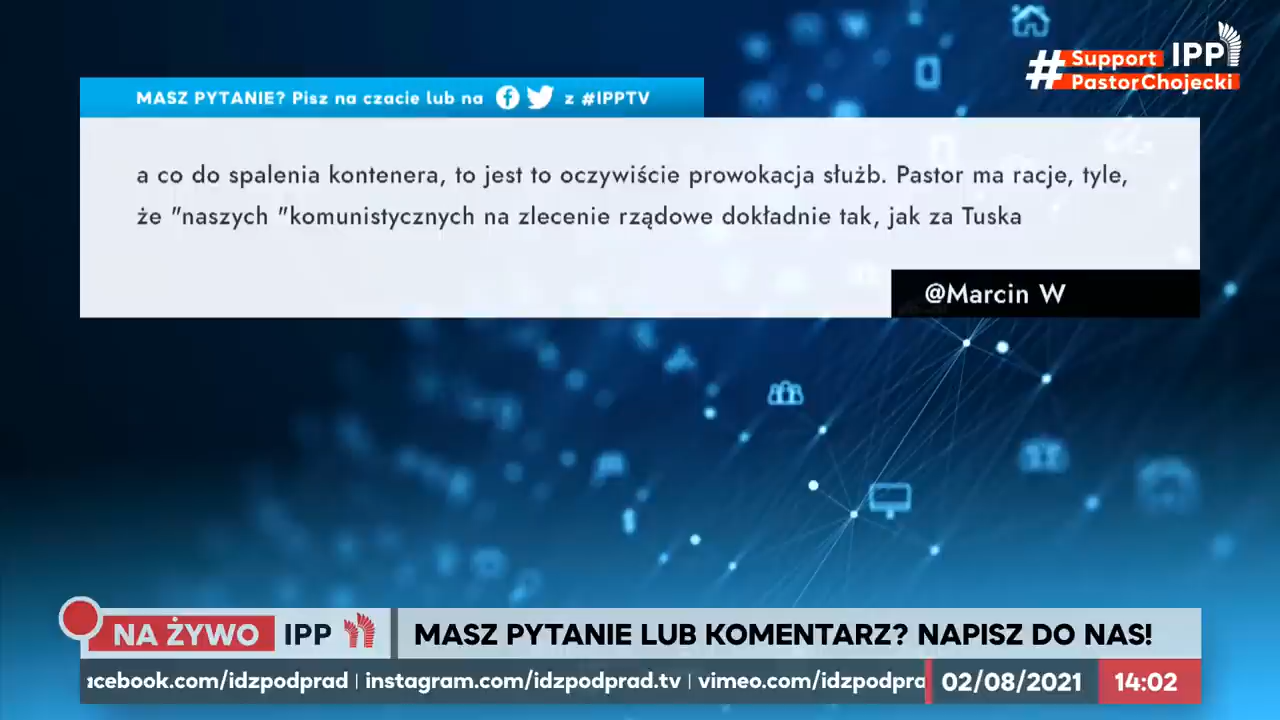 MASZ PYTANIE? Pisz na czacie lub na z #IPPTV
#Support IPP
PastorChojecki
a co do spalenia kontenera, to jest to oczywiście prowokacja służb. Pastor ma racje, tyle,
że "naszych "komunistycznych na zlecenie rządowe dokładnie tak, jak za Tuska
@Marcin W
NA ŻYWO IPP
MASZ PYTANIE LUB KOMENTARZ? NAPISZ DO NAS!
acebook.com/idzpodprad | instagram.com/idzpodprad.tv | vimeo.com/idzpodpra 02/08/2021 14:02